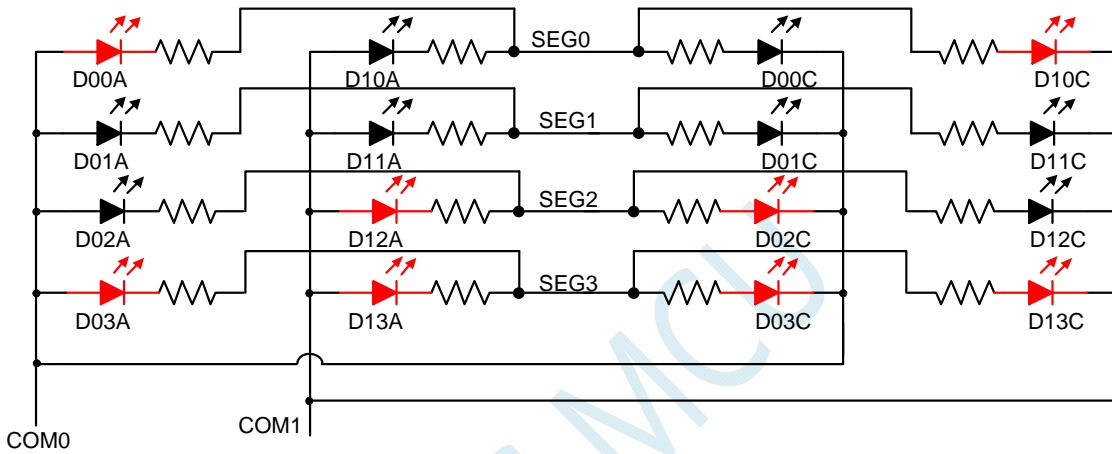 SEG0
D00A D10A D00C D10C
SEG1
D01A D11A D01C D11C
SEG2
D02A D12A D02C D12C
SEG3
D03A D13A D03C D13C
COM0 COM1
MCU